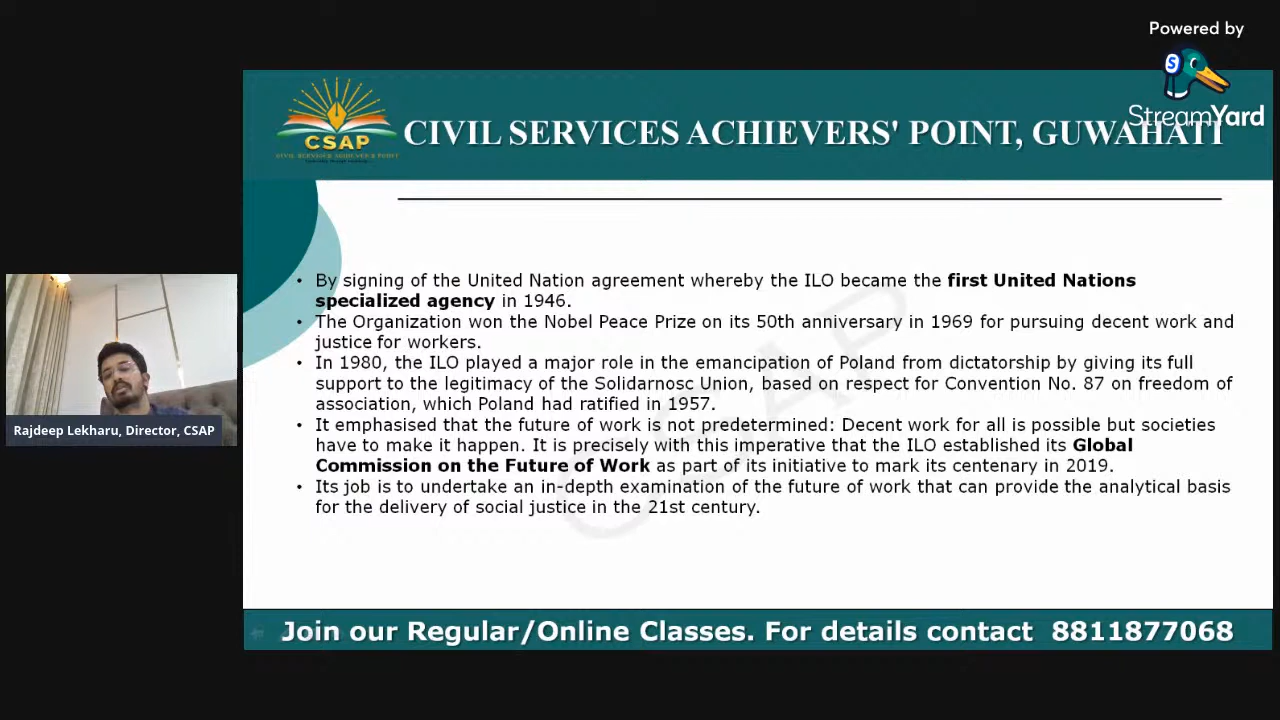 Powered by
StreamYard
CSAP
CIVIL SERVICES ACHIEVERS' POINT, GUWAHATI
• By signing of the United Nation agreement whereby the ILO became the first United Nations
specialized agency in 1946.
• The Organization won the Nobel Peace Prize on its 50th anniversary in 1969 for pursuing decent work and
justice for workers.
• In 1980, the ILO played a major role in the emancipation of Poland from dictatorship by giving its full
support to the legitimacy of the Solidarnosc Union, based on respect for Convention No. 87 on freedom of
association, which Poland had ratified in 1957.
• It emphasised that the future of work is not predetermined: Decent work for all is possible but societies
have to make it happen. It is precisely with this imperative that the ILO established its Global
Commission on the Future of Work as part of its initiative to mark its centenary in 2019.
• Its job is to undertake an in-depth examination of the future of work that can provide the analytical basis
for the delivery of social justice in the 21st century.
CSAP
Rajdeep Lekharu, Director, CSAP
Join our Regular/Online Classes. For details contact 8811877068